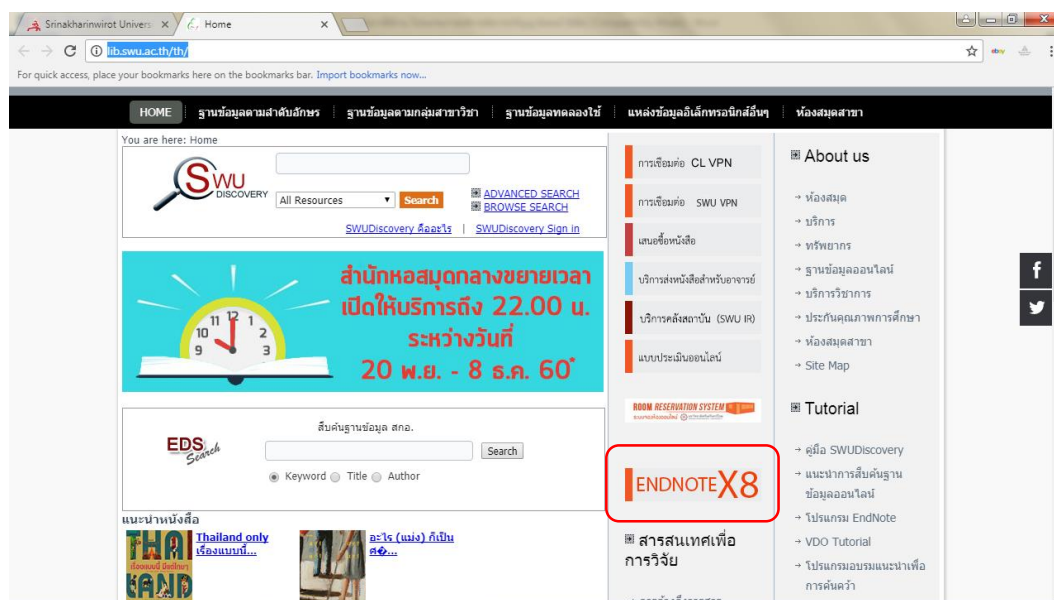 Srinakharinwirot Univers
Home
lib.swu.ac.th/th/
ebay
For quick access, place your bookmarks here on the bookmarks bar. Import bookmarks now...
HOME ฐานข้อมูลตามลำดับอักษร ฐานข้อมูลตามกลุ่มสาขาวิชา ฐานข้อมูลทดลองใช้ แหล่งข้อมูลอิเล็กทรอนิกส์อื่นๆ ห้องสมุดสาขา
You are here: Home
SWU
DISCOVERY
All Resources Search
ADVANCED SEARCH
BROWSE SEARCH
SWUDiscovery คืออะไร | SWUDiscovery Sign in
11 12 1
10 2
9 3
สำนักหอสมุดกลางขยายเวลา
เปิดให้บริการถึง 22.00 น.
ระหว่างวันที่
20 พ.ย. - 8 ธ.ค. 60
สืบค้นฐานข้อมูล สกอ.
EDS
Search
Search
Keyword Title Author
แนะนำหนังสือ
THAI
LAND
Thailand only
เรื่องแบบนี้...
อะไร (แม่ง) ก็เป็น
ศ�...
การเชื่อมต่อ CL VPN
การเชื่อมต่อ SWU VPN
เสนอซื้อหนังสือ
บริการส่งหนังสือสำหรับอาจารย์
บริการคลังสถาบัน (SWU IR)
แบบประเมินออนไลน์
ROOM RESERVATION SYSTEM
ENDNOTE X8
สารสนเทศเพื่อ
การวิจัย
About us
ห้องสมุด
บริการ
ทรัพยากร
ฐานข้อมูลออนไลน์
บริการวิชาการ
ประกันคุณภาพการศึกษา
ห้องสมุดสาขา
Site Map
Tutorial
คู่มือ SWUDiscovery
แนะนำการสืบค้นฐาน
ข้อมูลออนไลน์
โปรแกรม EndNote
VDO Tutorial
โปรแกรมอบรมแนะนำเพื่อ
การค้นคว้า